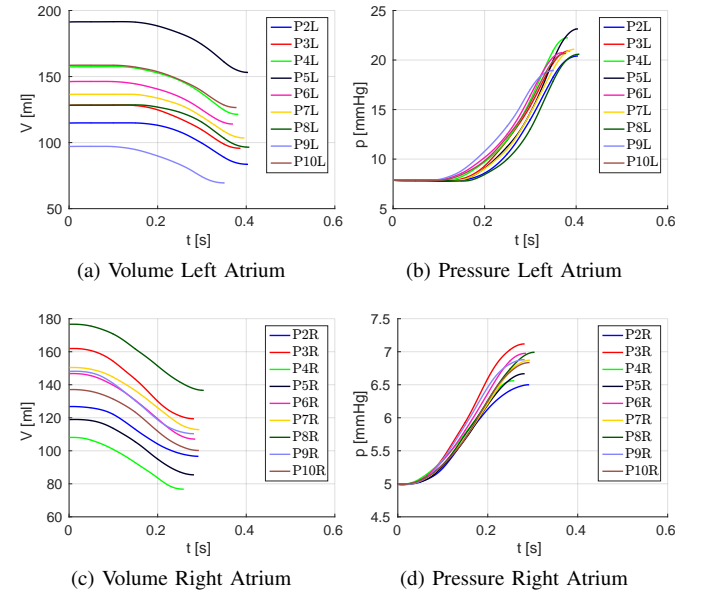 200
150
100
50
0
0.2
0.4
0.6
V [ml]
t [s]
P2L
P3L
P4L
P5L
P6L
P7L
P8L
P9L
P10L
(a) Volume Left Atrium
25
20
15
10
5
0
0.2
0.4
0.6
p [mmHg]
t [s]
P2L
P3L
P4L
P5L
P6L
P7L
P8L
P9L
P10L
(b) Pressure Left Atrium
180
160
140
120
100
80
60
0
0.2
0.4
0.6
V [ml]
t [s]
P2R
P3R
P4R
P5R
P6R
P7R
P8R
P9R
P10R
(c) Volume Right Atrium
7.5
7
6.5
6
5.5
5
4.5
0
0.2
0.4
0.6
p [mmHg]
t [s]
P2R
P3R
P4R
P5R
P6R
P7R
P8R
P9R
P10R
(d) Pressure Right Atrium